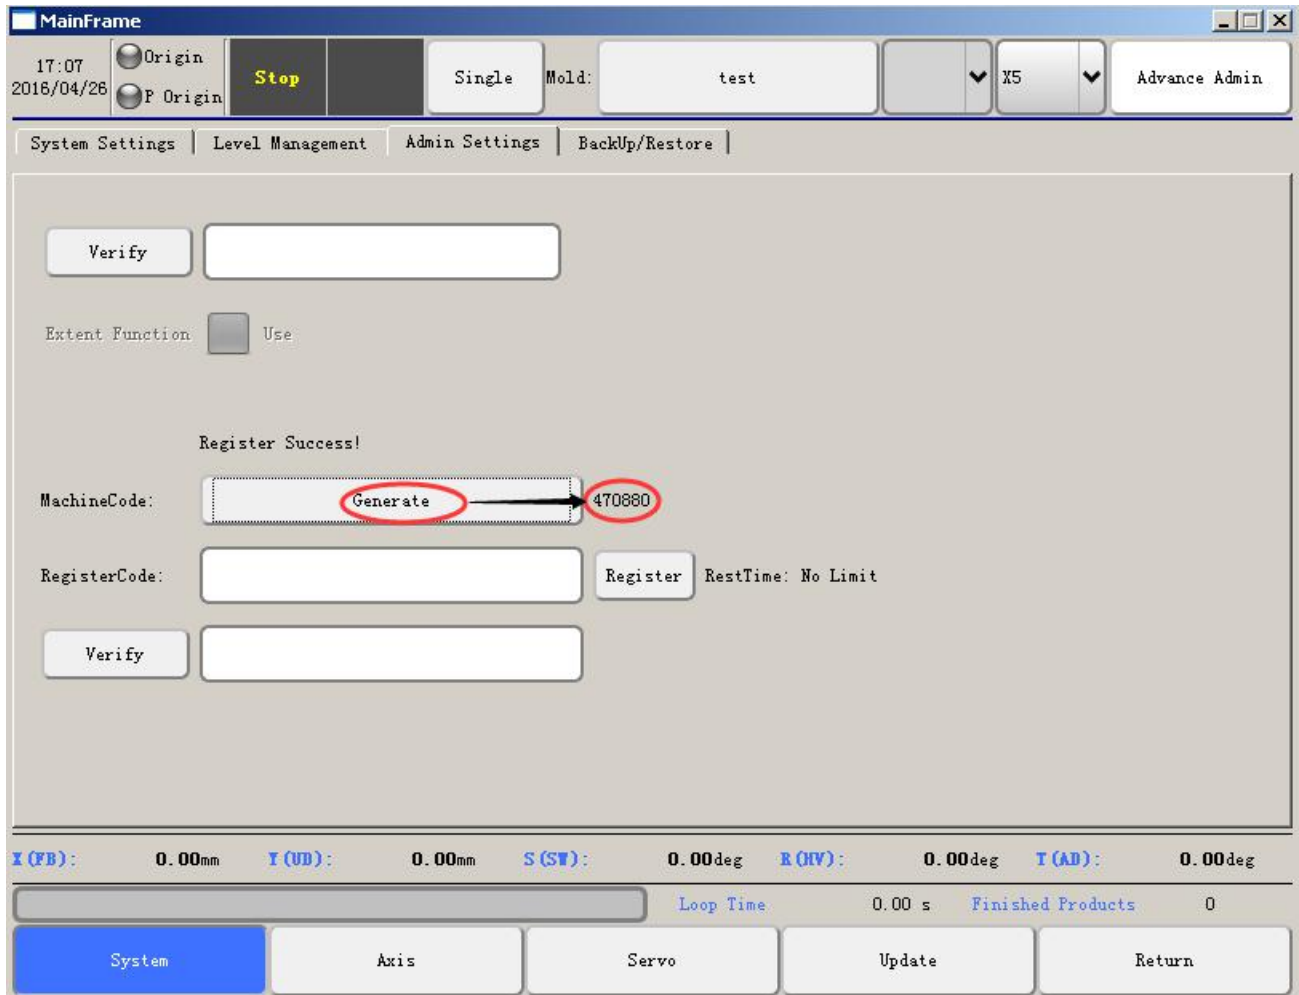 MainFrame
17:07
2016/04/26
Origin
P Origin
Stop
Single
Mold:
test
X5
Advance Admin
System Settings
Level Management
Admin Settings
BackUp/Restore
Verify
Extent Function
Use
Register Success!
MachineCode:
Generate
470880
RegisterCode:
Register
RestTime: No Limit
Verify
X(FB): 0.00mm Y(UD): 0.00mm S(SW): 0.00deg R(HV): 0.00deg T(AD): 0.00deg
Loop Time 0.00 s Finished Products 0
System
Axis
Servo
Update
Return